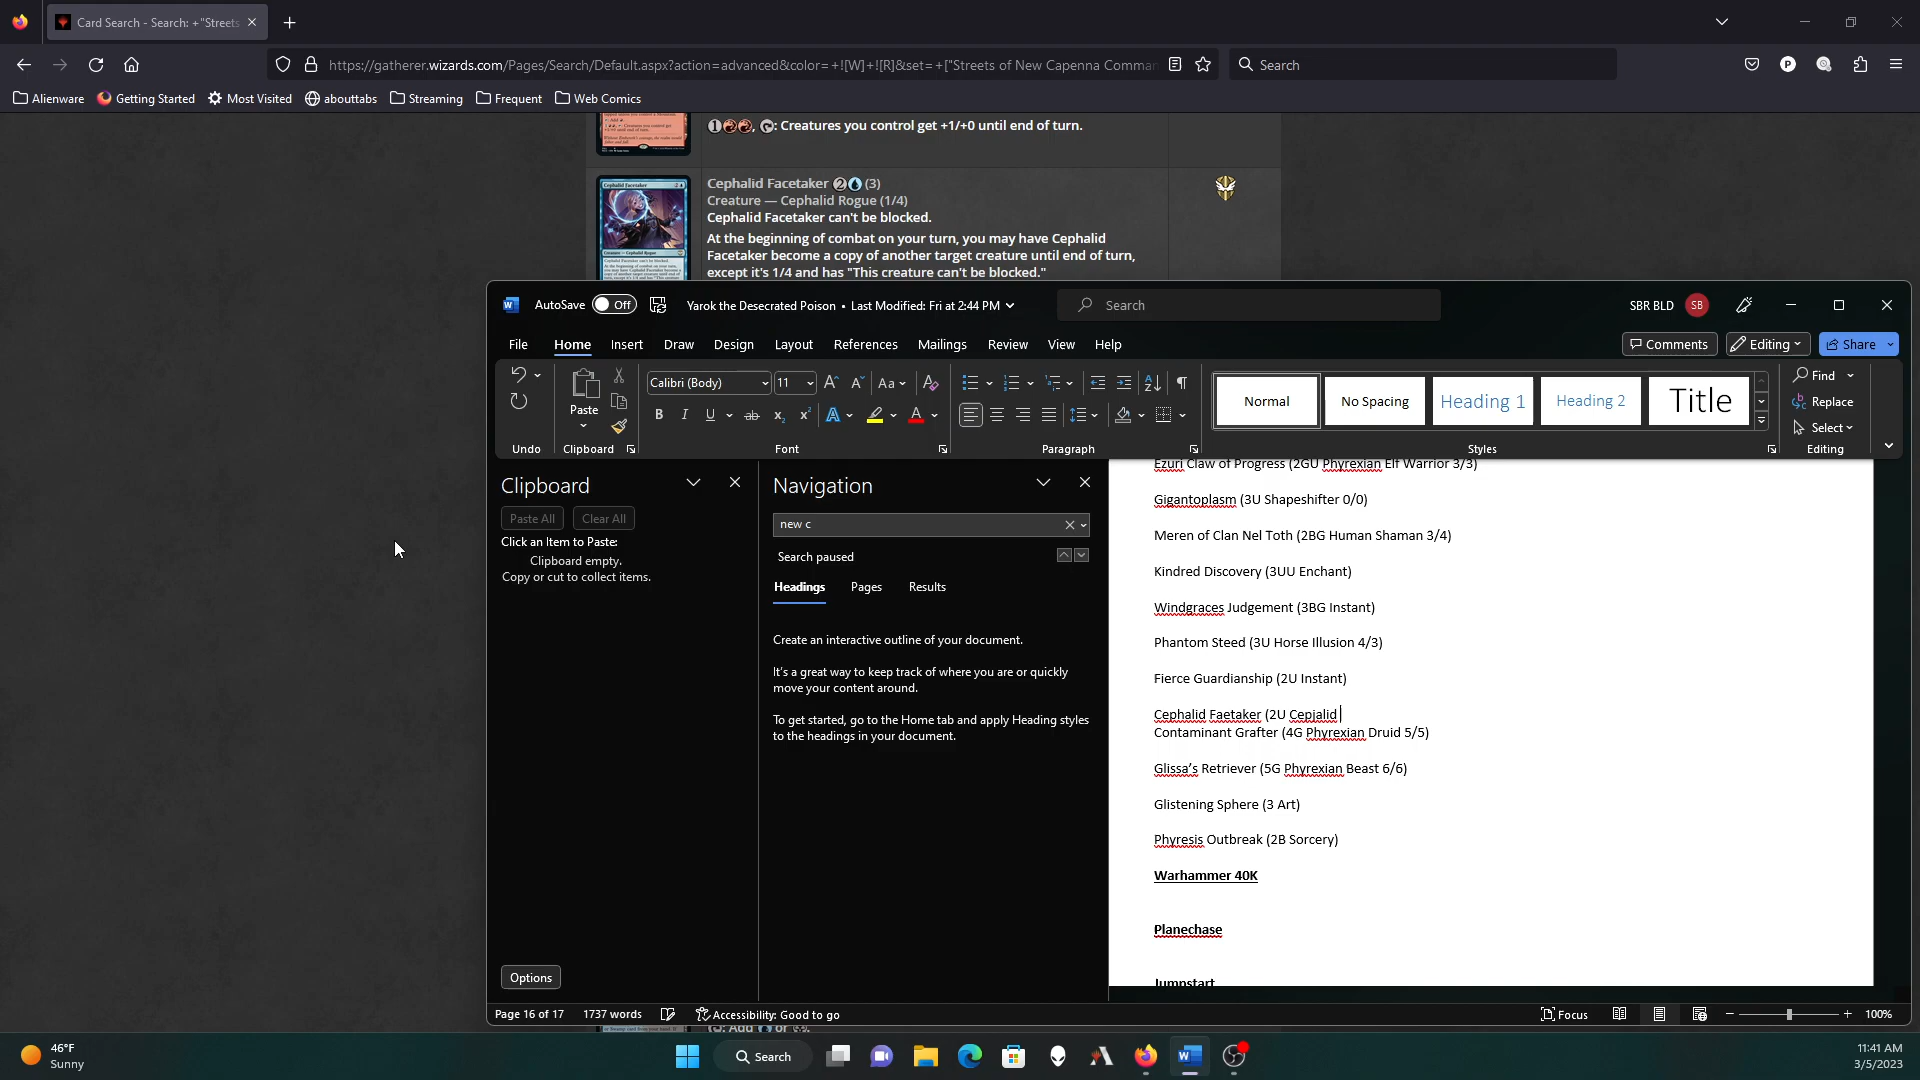 Card Search - Search: +"Streets
https://gatherer.wizards.com/Pages/Search/Default.aspx?action=advanced&color=+![W]+![R]&set=+["Streets of New Capenna Comman
Search
Alienware Getting Started Most Visited abouttabs Streaming Frequent Web Comics
: Creatures you control get +1/+0 until end of turn.
Cephalid Facetaker (3)
Creature — Cephalid Rogue (1/4)
Cephalid Facetaker can't be blocked.
At the beginning of combat on your turn, you may have Cephalid
Facetaker become a copy of another target creature until end of turn,
except it's 1/4 and has "This creature can't be blocked."
AutoSave Off Yarok the Desecrated Poison • Last Modified: Fri at 2:44 PM Search SBR BLD SB
File Home Insert Draw Design Layout References Mailings Review View Help Comments Editing Share
Paste Calibri (Body) 11 Normal No Spacing Heading 1 Heading 2 Title Find
Replace
Select
Undo Clipboard Font Paragraph Styles Editing
Clipboard
Paste All Clear All
Click an Item to Paste:
Clipboard empty.
Copy or cut to collect items.
Options
Navigation
new c
Search paused
Headings Pages Results
Create an interactive outline of your document.
It's a great way to keep track of where you are or quickly
move your content around.
To get started, go to the Home tab and apply Heading styles
to the headings in your document.
Ezuri Claw of Progress (2GU Phyrexian Elf Warrior 3/3)
Gigantoplasm (3U Shapeshifter 0/0)
Meren of Clan Nel Toth (2BG Human Shaman 3/4)
Kindred Discovery (3UU Enchant)
Windgraces Judgement (3BG Instant)
Phantom Steed (3U Horse Illusion 4/3)
Fierce Guardianship (2U Instant)
Cephalid Faetaker (2U Cepjalid
Contaminant Grafter (4G Phyrexian Druid 5/5)
Glissa's Retriever (5G Phyrexian Beast 6/6)
Glistening Sphere (3 Art)
Phyresis Outbreak (2B Sorcery)
Warhammer 40K
Planechase
Jumpstart
Page 16 of 17 1737 words Accessibility: Good to go Focus 100%
: Add or .
46°F
Sunny
Search
11:41 AM
3/5/2023